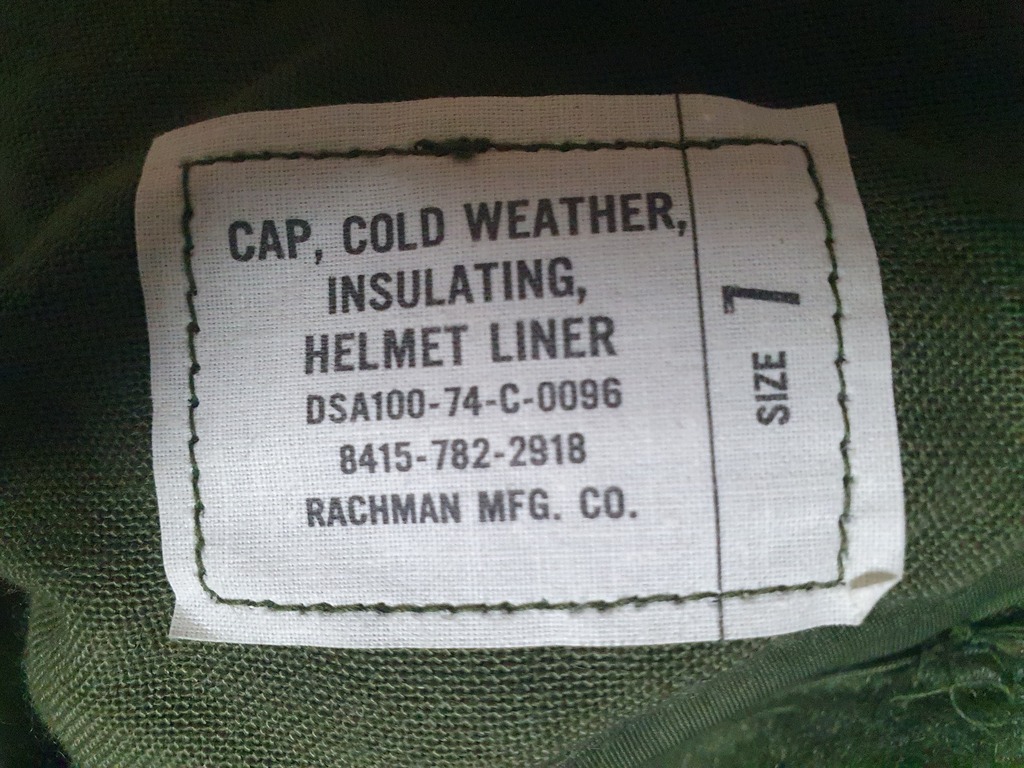 CAP, COLD WEATHER,
INSULATING,
HELMET LINER
DSA100-74-C-0096
8415-782-2918
RACHMAN MFG. CO.
SIZE 7